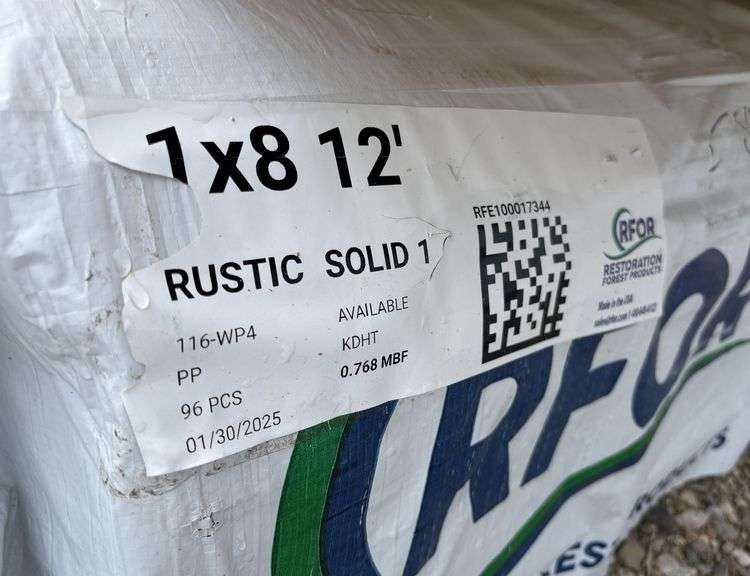 1x8 12'
RUSTIC SOLID 1
116-WP4
AVAILABLE
PP
KDHT
96 PCS
0.768 MBF
01/30/2025
RFE100017344
RFOR
RESTORATION
FOREST PRODUCTS
Made in the USA
RFOR